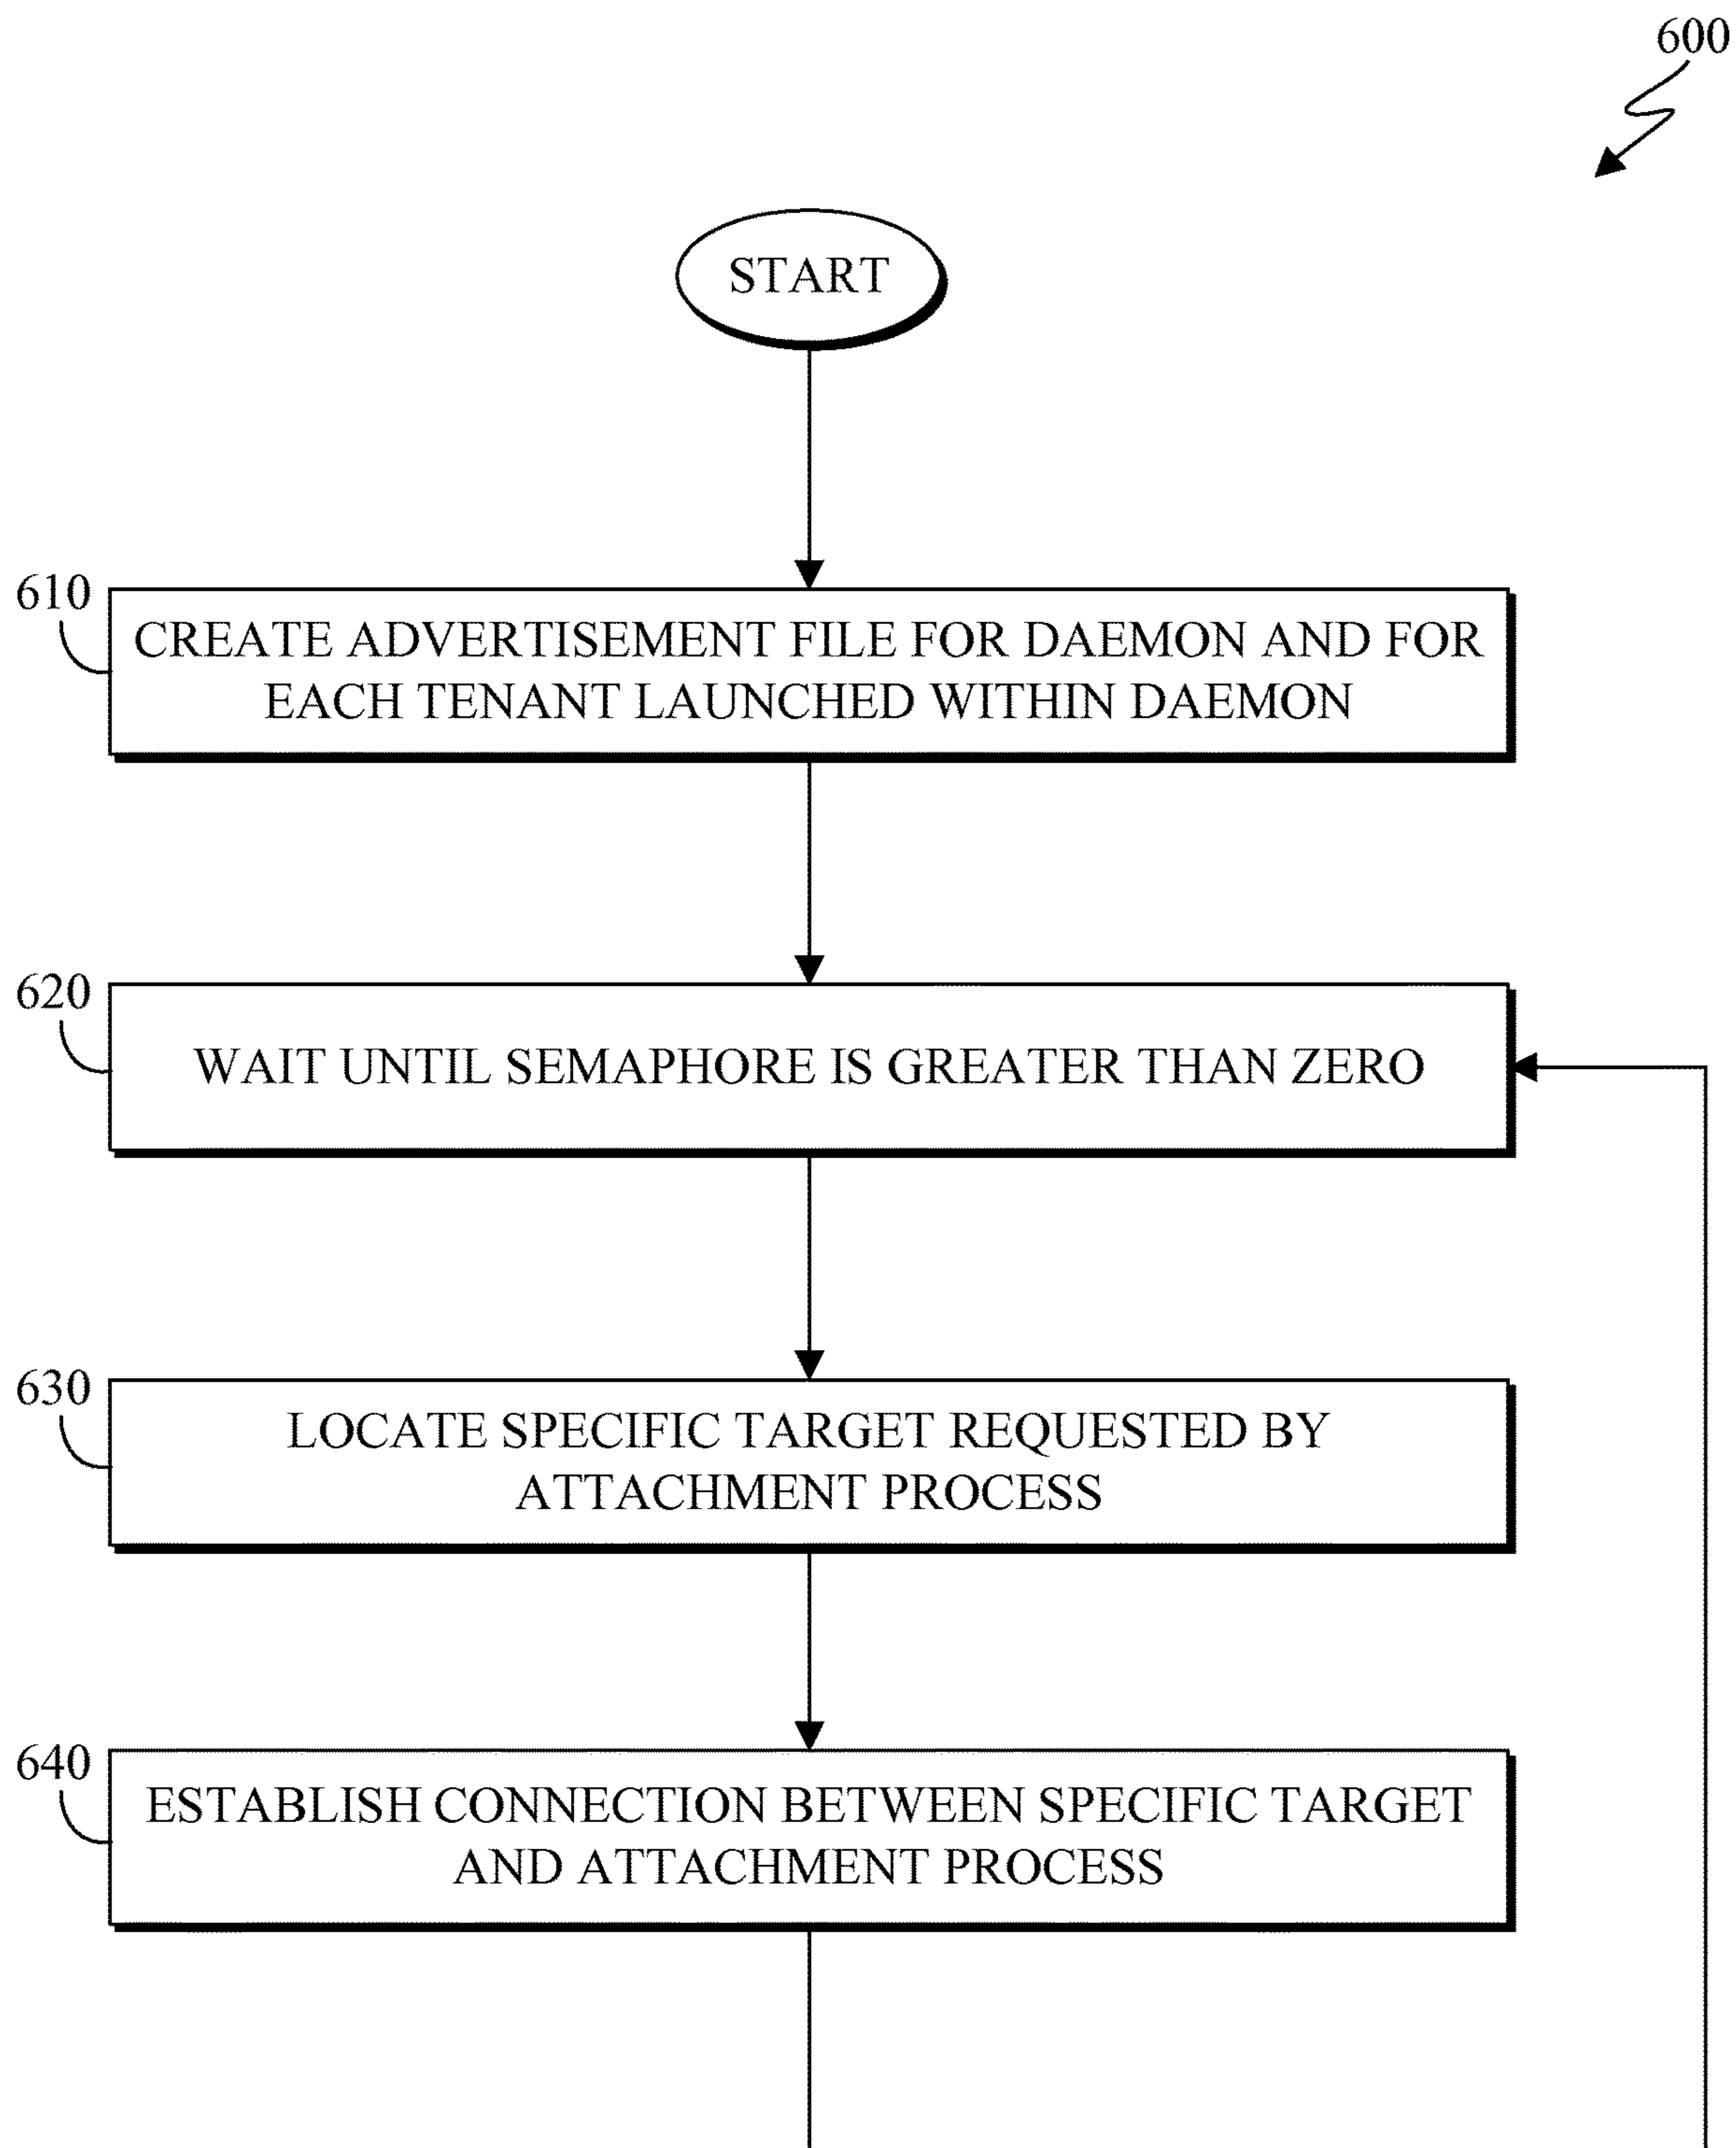 600
START
610
CREATE ADVERTISEMENT FILE FOR DAEMON AND FOR
EACH TENANT LAUNCHED WITHIN DAEMON
620
WAIT UNTIL SEMAPHORE IS GREATER THAN ZERO
630
LOCATE SPECIFIC TARGET REQUESTED BY
ATTACHMENT PROCESS
640
ESTABLISH CONNECTION BETWEEN SPECIFIC TARGET
AND ATTACHMENT PROCESS